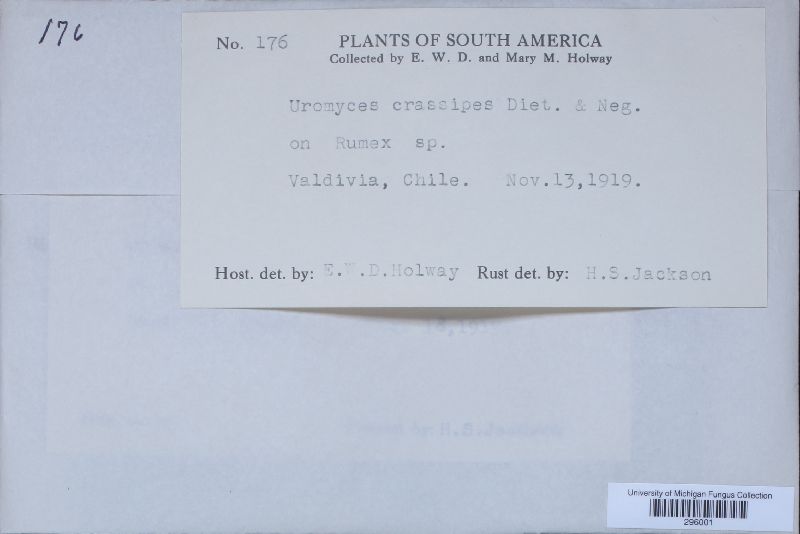 176
No. 176 PLANTS OF SOUTH AMERICA
Collected by E. W. D. and Mary M. Holway
Uromyces crassipes Diet. & Neg.
on Rumex sp.
Valdivia, Chile. Nov.13,1919.
Host. det. by: E.W.D.Holway Rust det. by: H.S.Jackson
H.S.Jackson
University of Michigan Fungus Collection
296001